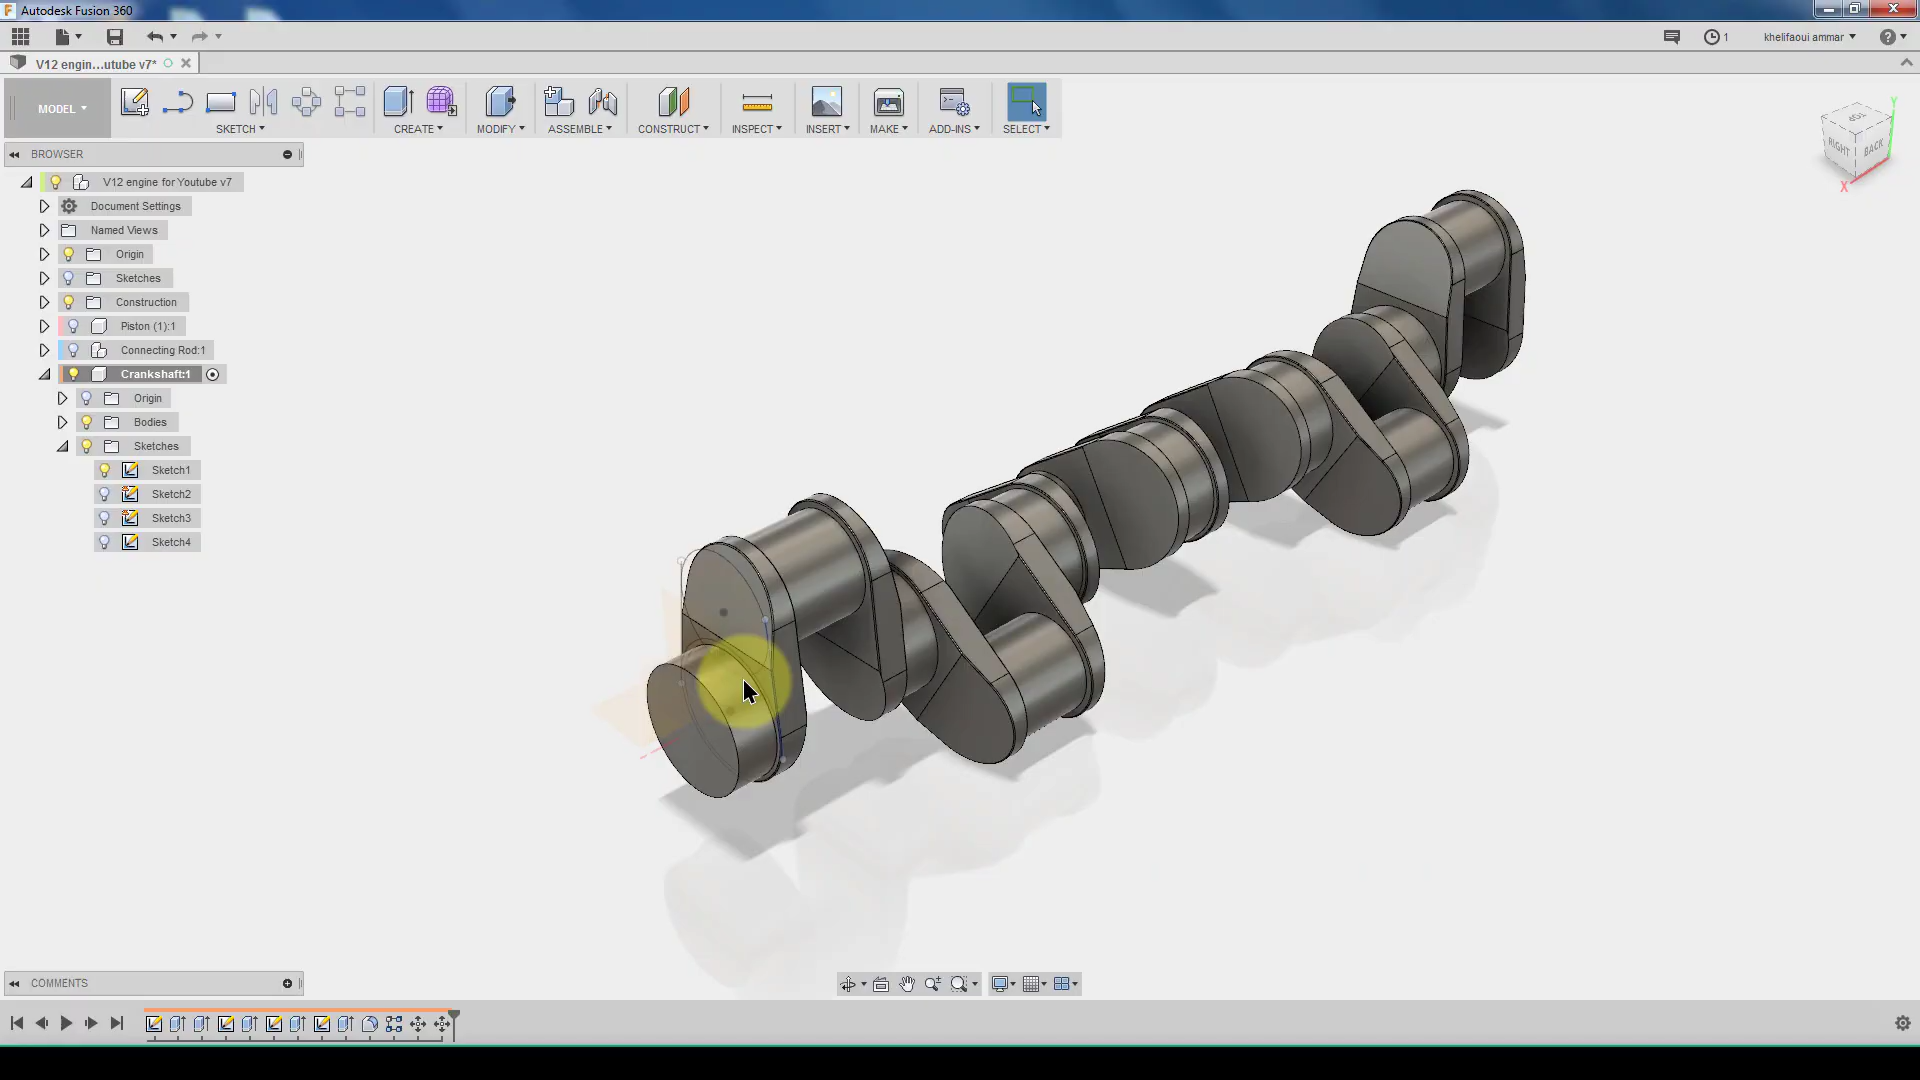 Autodesk Fusion 360
1
khelifaoui ammar
V12 engin...utube v7*
MODEL
SKETCH
CREATE
MODIFY
ASSEMBLE
CONSTRUCT
INSPECT
INSERT
MAKE
ADD-INS
SELECT
BROWSER
V12 engine for Youtube v7
Document Settings
Named Views
Origin
Sketches
Construction
Piston (1):1
Connecting Rod:1
Crankshaft:1
Origin
Bodies
Sketches
Sketch1
Sketch2
Sketch3
Sketch4
Y
TOP
RIGHT
BACK
X
COMMENTS